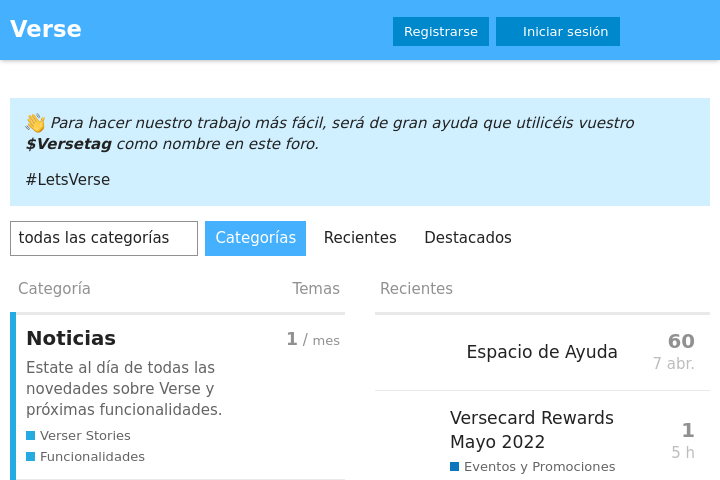 Verse
Registrarse
Iniciar sesión
👋 Para hacer nuestro trabajo más fácil, será de gran ayuda que utilicéis vuestro
$Versetag como nombre en este foro.
#LetsVerse
todas las categorías
Categorías
Recientes
Destacados
Categoría
Temas
Noticias
1 / mes
Estate al día de todas las
novedades sobre Verse y
próximas funcionalidades.
Verser Stories
Funcionalidades
Recientes
Espacio de Ayuda
60
7 abr.
Versecard Rewards
Mayo 2022
1
5 h
Eventos y Promociones